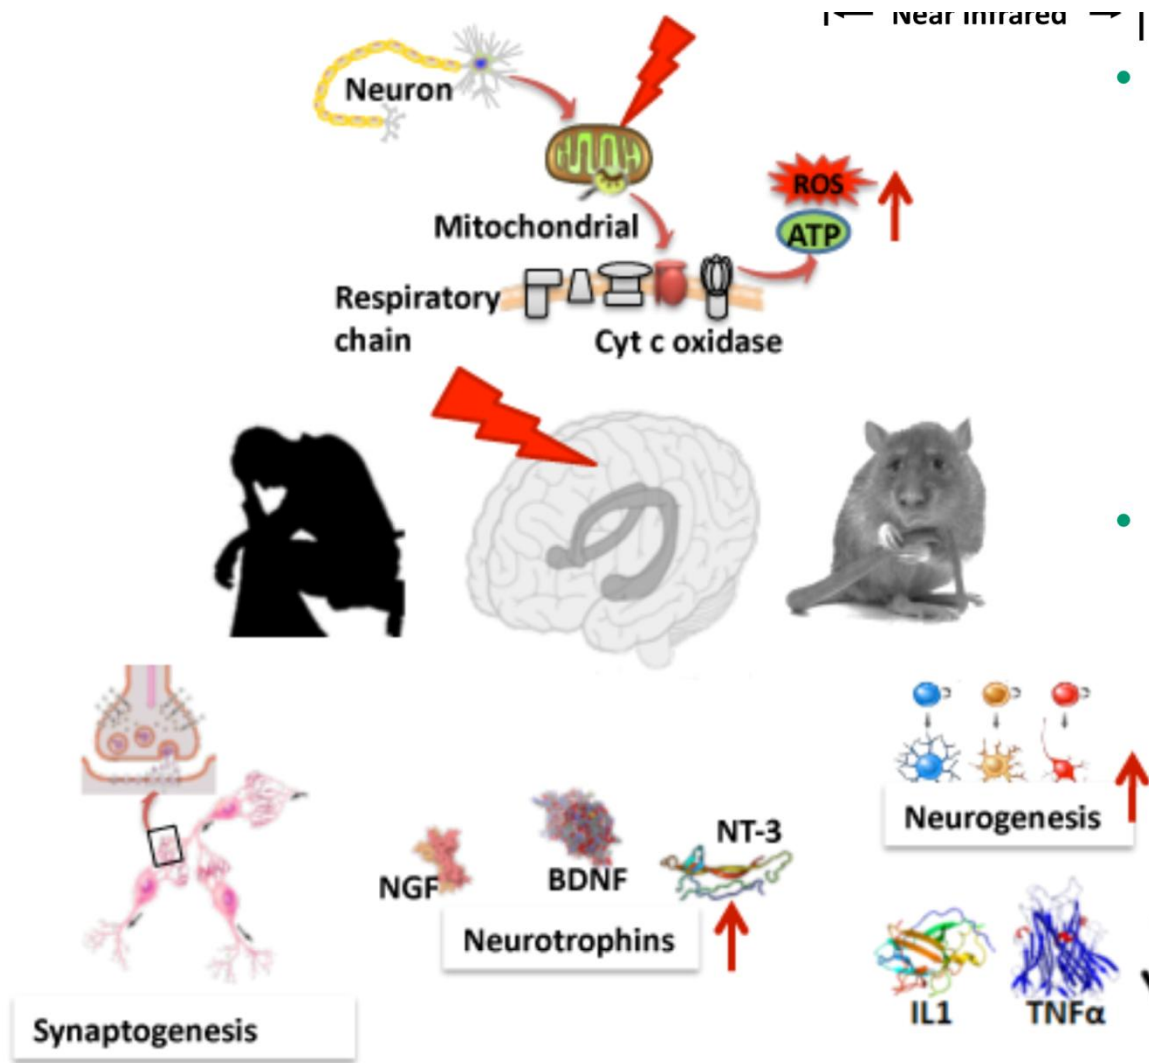 Near Infrared
Neuron
ROS
ATP
Mitochondrial
Respiratory
chain
Cyt c oxidase
Neurogenesis
NT-3
BDNF
NGF
Neurotrophins
IL1
TNFα
Synaptogenesis